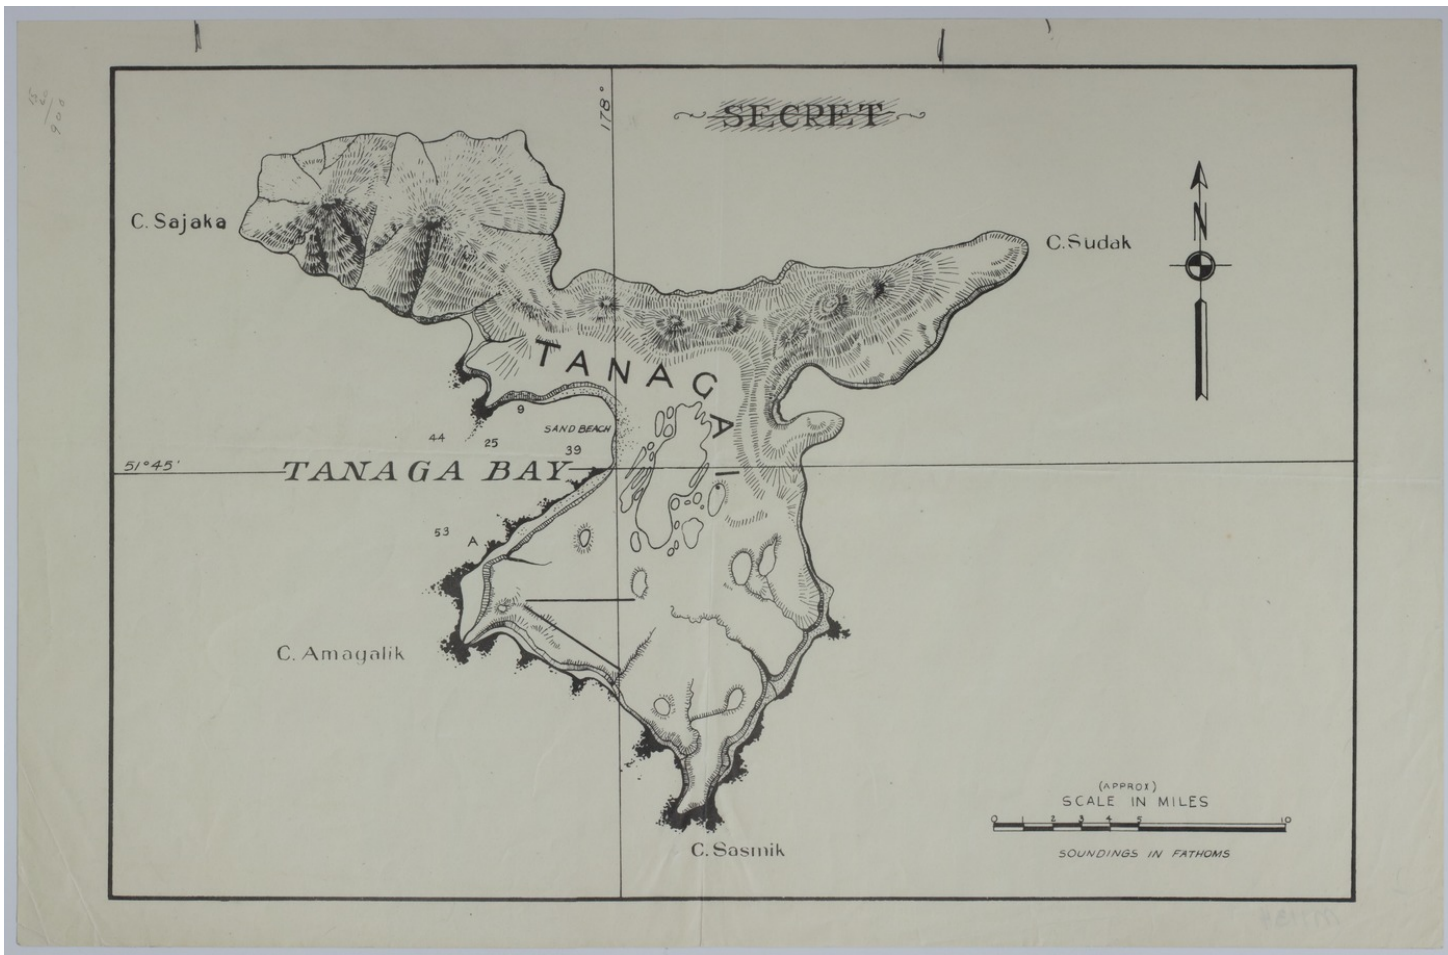 SECRET
178°
C. Sajaka
N
C. Sudak
TANAGA I
9
SAND BEACH
44
25
39
51°45'
TANAGA BAY
53
A
C. Amagalik
(APPROX)
SCALE IN MILES
0 1 2 3 4 5 10
SOUNDINGS IN FATHOMS
C. Sasmik